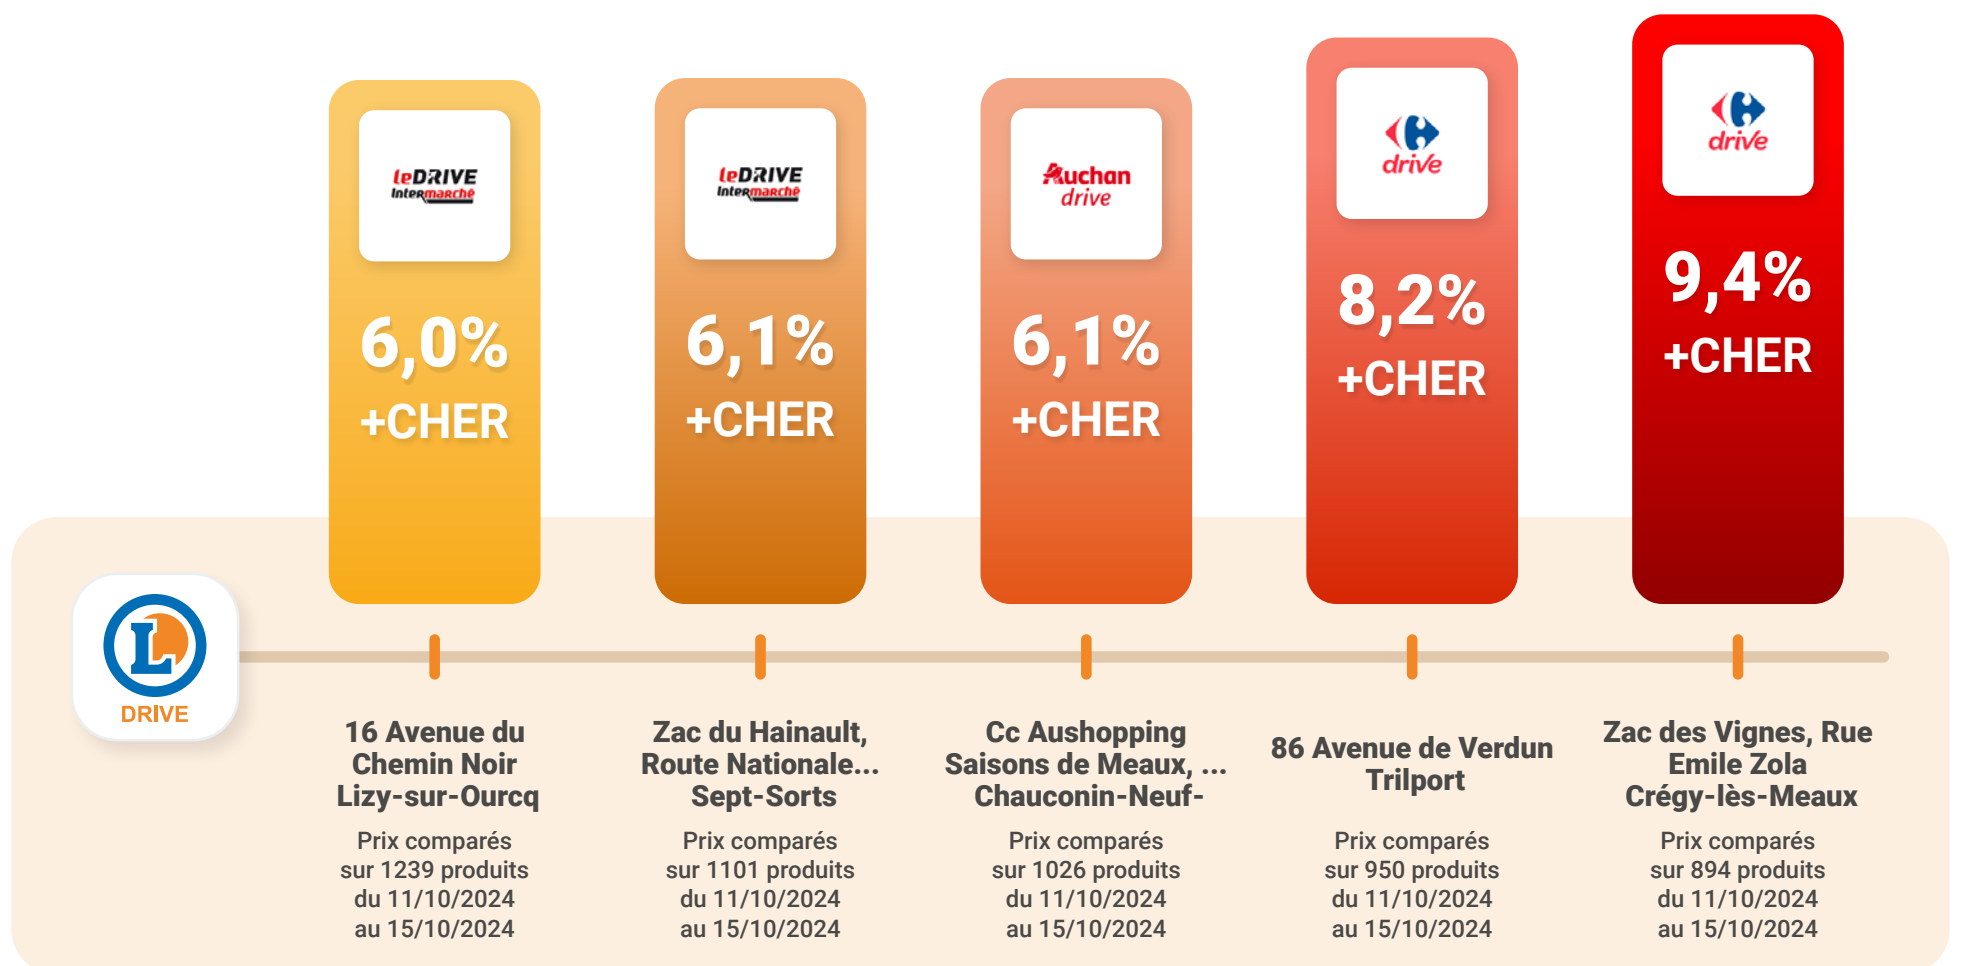 leDRIVE
Intermarché
6,0%
+CHER
leDRIVE
Intermarché
6,1%
+CHER
Auchan
drive
6,1%
+CHER
drive
8,2%
+CHER
drive
9,4%
+CHER
L
DRIVE
16 Avenue du
Chemin Noir
Lizy-sur-Ourcq
Prix comparés
sur 1239 produits
du 11/10/2024
au 15/10/2024
Zac du Hainault,
Route Nationale...
Sept-Sorts
Prix comparés
sur 1101 produits
du 11/10/2024
au 15/10/2024
Cc Aushopping
Saisons de Meaux, ...
Chauconin-Neuf-
Prix comparés
sur 1026 produits
du 11/10/2024
au 15/10/2024
86 Avenue de Verdun
Trilport
Prix comparés
sur 950 produits
du 11/10/2024
au 15/10/2024
Zac des Vignes, Rue
Emile Zola
Crégy-lès-Meaux
Prix comparés
sur 894 produits
du 11/10/2024
au 15/10/2024